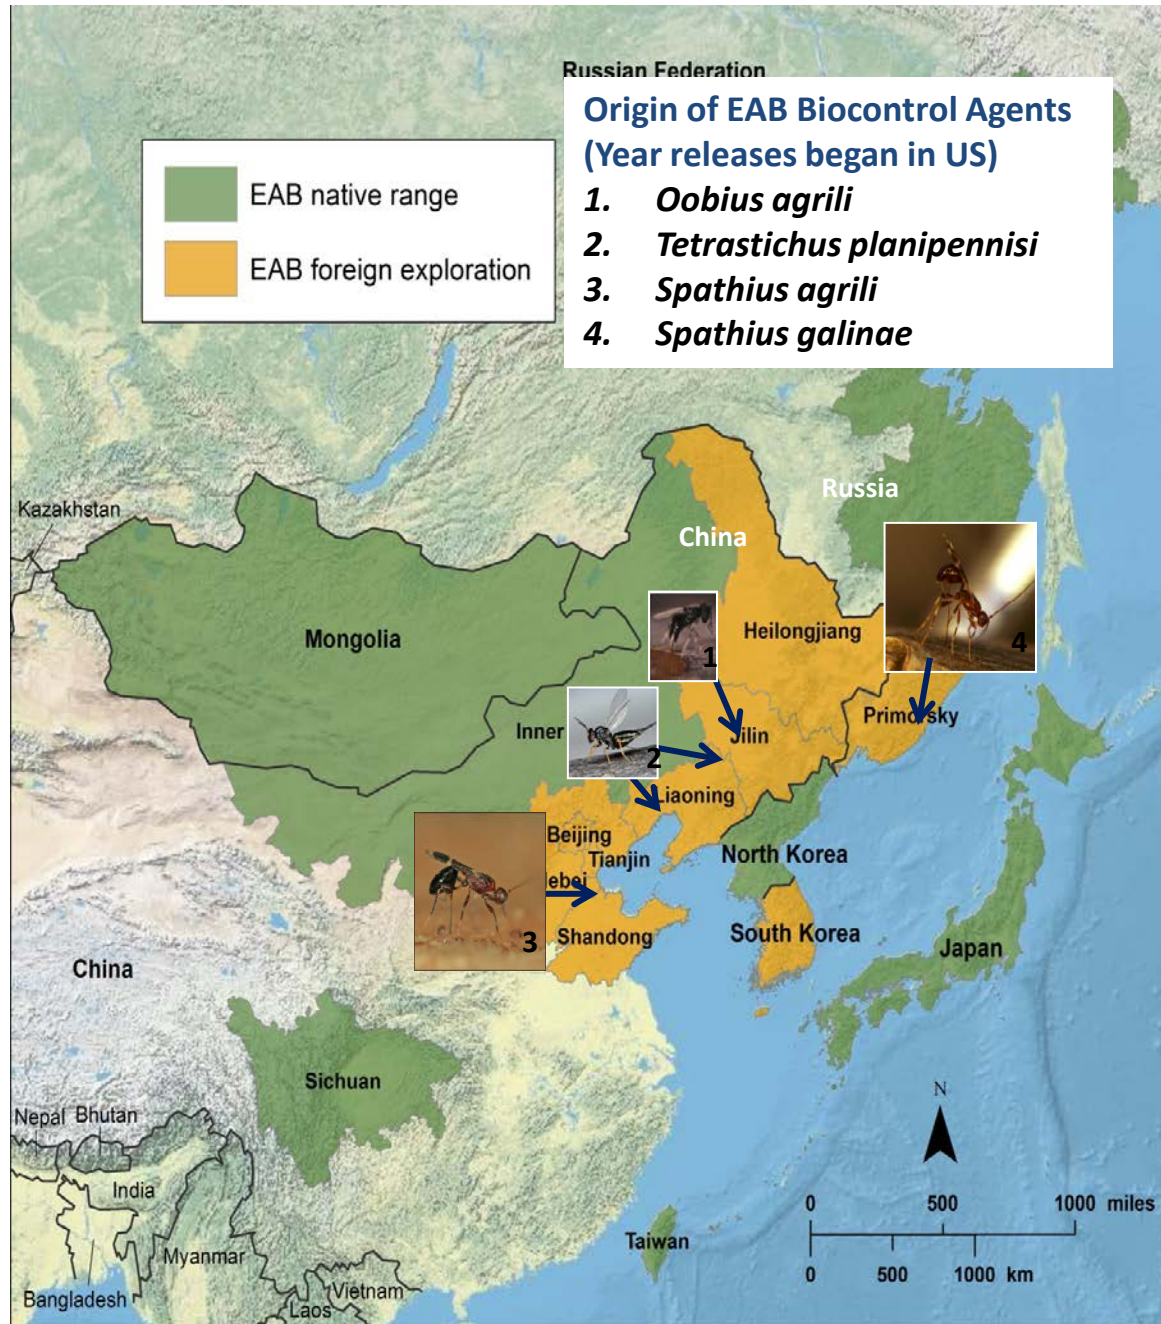 Russian Federation
Origin of EAB Biocontrol Agents
(Year releases began in US)
1. Oobius agrili
2. Tetrastichus planipennisi
3. Spathius agrili
4. Spathius galinae
EAB native range
EAB foreign exploration
Kazakhstan
Russia
China
Mongolia
Heilongjiang
1
4
Inner
2
Jilin
Primorsky
Liaoning
Beijing
Tianjin
North Korea
ebei
3
Shandong
South Korea
Japan
China
Sichuan
Nepal Bhutan
India
Myanmar
Bangladesh
Laos
Vietnam
Taiwan
N
0 500 1000 miles
0 500 1000 km